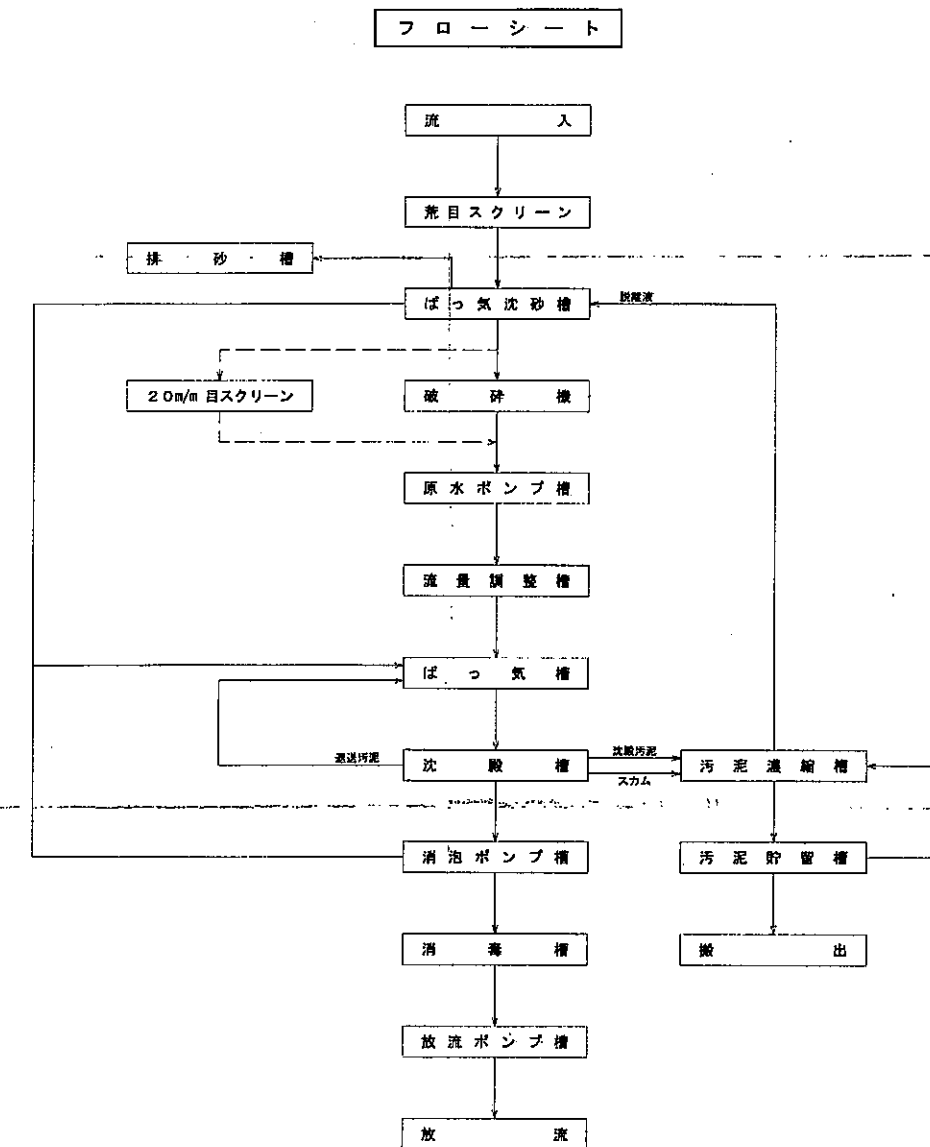 フローシート
流入
荒目スクリーン
排砂槽
ばっ気沈砂槽
脱離液
20m/m目スクリーン
破砕機
原水ポンプ槽
流量調整槽
ばっ気槽
返送汚泥
沈殿槽
沈殿汚泥
スカム
汚泥濃縮槽
消泡ポンプ槽
汚泥貯留槽
消毒槽
搬出
放流ポンプ槽
放流